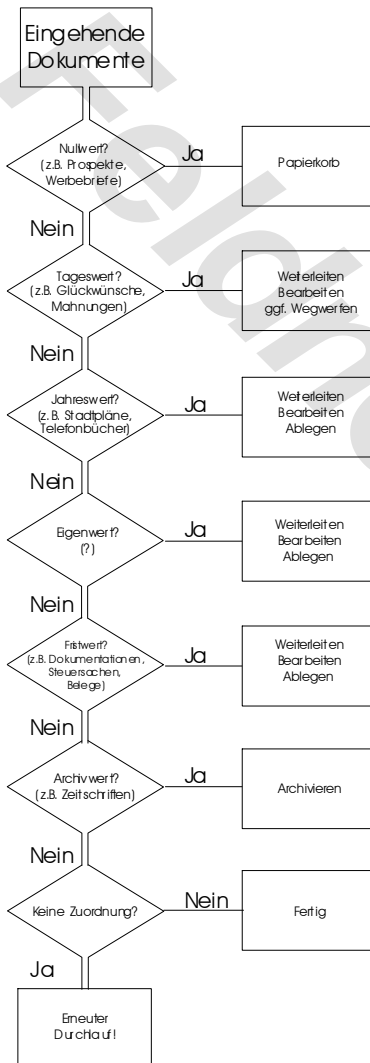 Eingehende
Dokumente
Nullwert?
(z.B. Prospekte,
Werbebriefe)
Ja
Papierkorb
Nein
Tageswert?
(z.B. Glückwünsche,
Mahnungen)
Ja
Weiterleiten
Bearbeiten
ggf. Wegwerfen
Nein
Jahreswert?
(z.B. Stadtpläne,
Telefonbücher)
Ja
Weiterleiten
Bearbeiten
Ablegen
Nein
Eigenwert?
(?)
Ja
Weiterleiten
Bearbeiten
Ablegen
Nein
Fristwert?
(z.B. Dokumentationen,
Steuersachen,
Belege)
Ja
Weiterleiten
Bearbeiten
Ablegen
Nein
Archivwert?
(z.B. Zeitschriften)
Ja
Archivieren
Nein
Keine Zuordnung?
Nein
Fertig
Ja
Erneuter
Durchlauf!